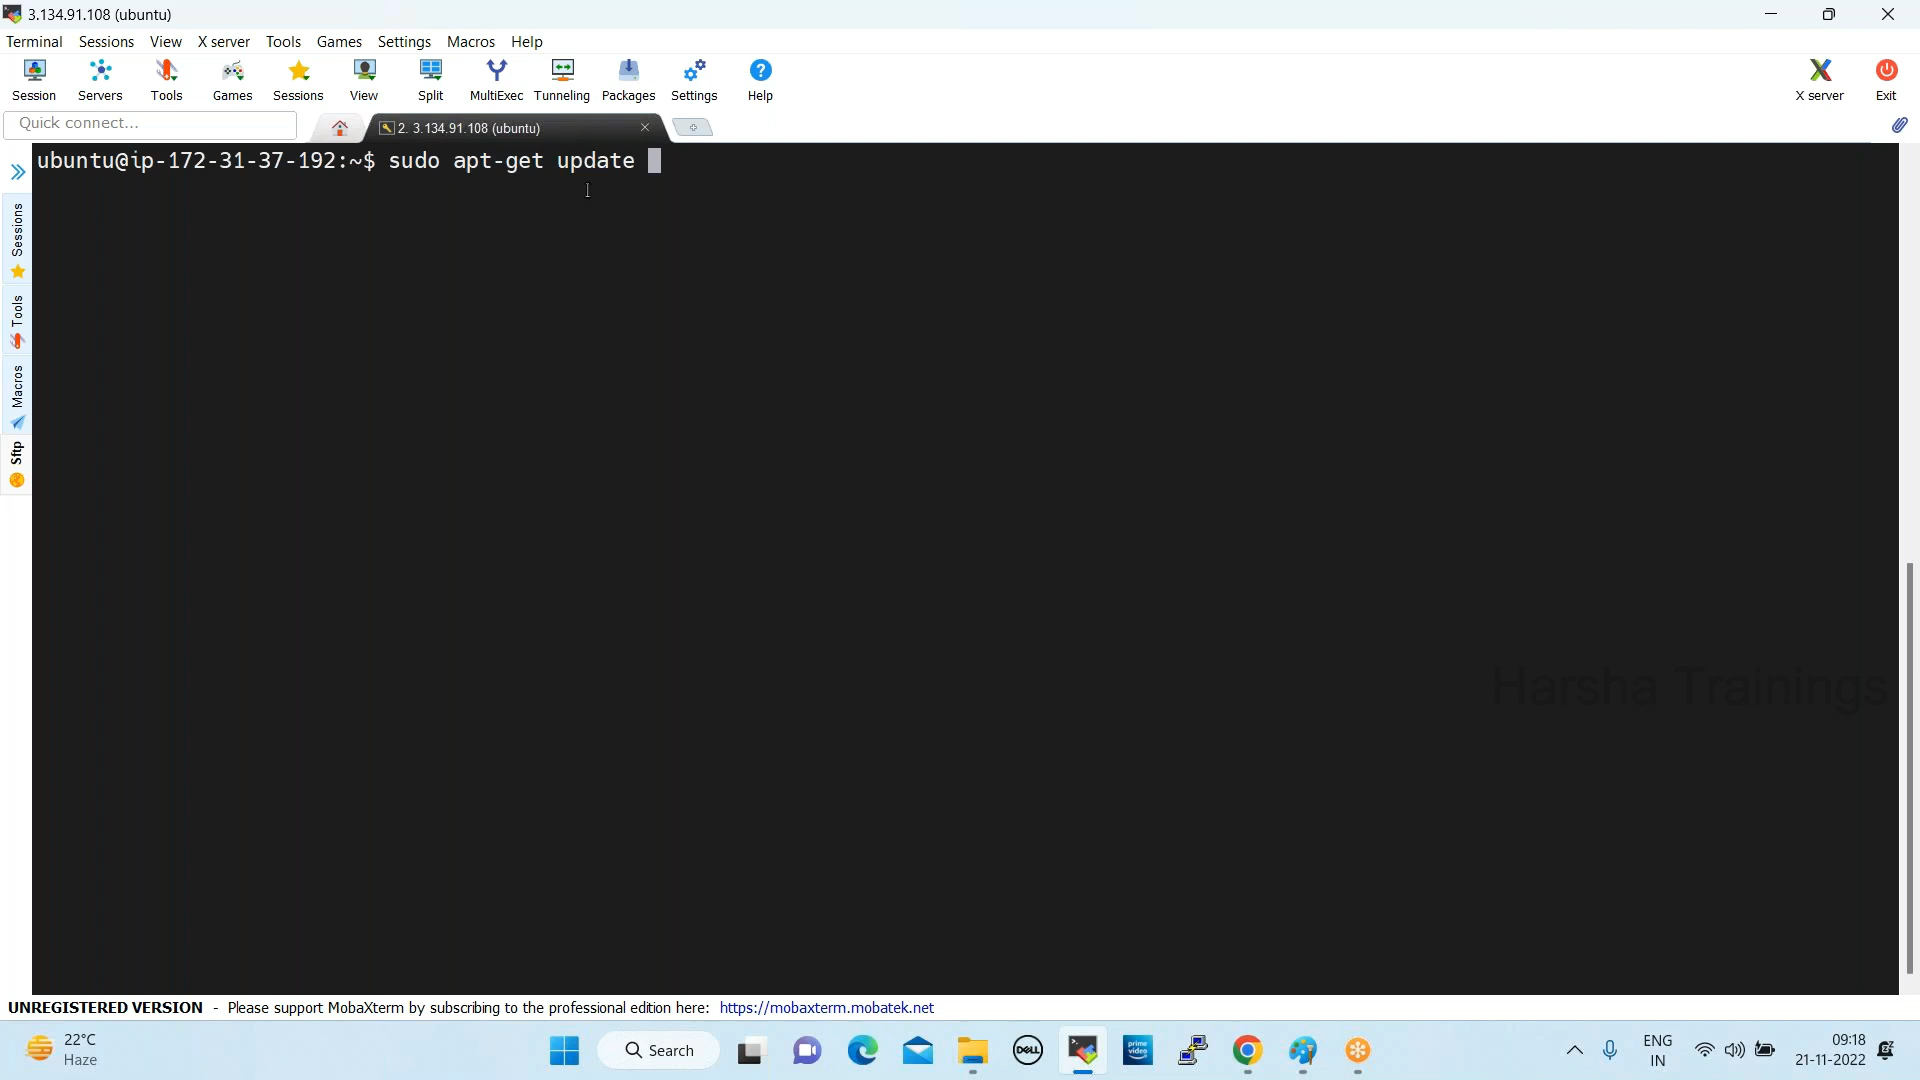 3.134.91.108 (ubuntu)
Terminal Sessions View X server Tools Games Settings Macros Help
Session Servers Tools Games Sessions View Split MultiExec Tunneling Packages Settings Help X server Exit
Quick connect...
2. 3.134.91.108 (ubuntu)
ubuntu@ip-172-31-37-192:~$ sudo apt-get update
Sessions
Tools
Macros
Sftp
Harsha Trainings
UNREGISTERED VERSION - Please support MobaXterm by subscribing to the professional edition here: https://mobaxterm.mobatek.net
22°C
Haze
Search
DELL
prime video
ENG
IN
09:18
21-11-2022